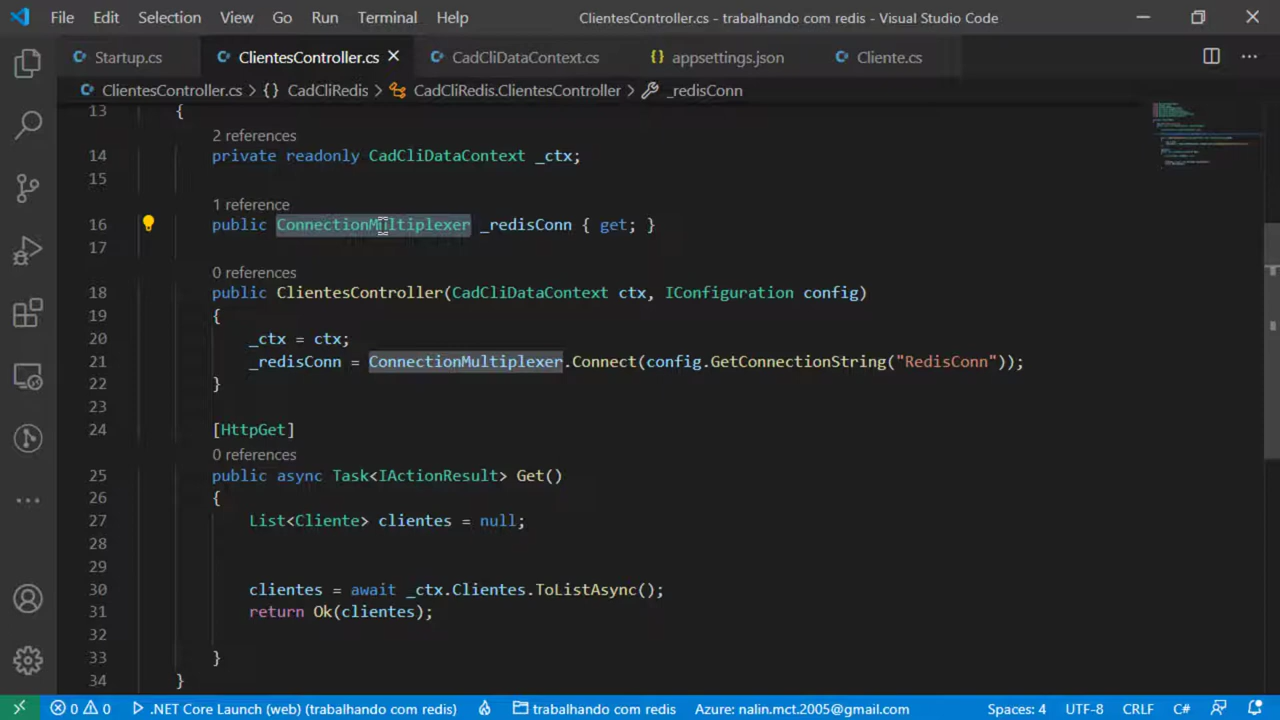 File Edit Selection View Go Run Terminal Help ClientesController.cs - trabalhando com redis - Visual Studio Code
Startup.cs ClientesController.cs CadCliDataContext.cs {} appsettings.json Cliente.cs
ClientesController.cs > {} CadCliRedis > CadCliRedis.ClientesController > _redisConn
13 {
2 references
14 private readonly CadCliDataContext _ctx;
15
1 reference
16 public ConnectionMultiplexer _redisConn { get; }
17
0 references
18 public ClientesController(CadCliDataContext ctx, IConfiguration config)
19 {
20 _ctx = ctx;
21 _redisConn = ConnectionMultiplexer.Connect(config.GetConnectionString("RedisConn"));
22 }
23
24 [HttpGet]
0 references
25 public async Task<IActionResult> Get()
26 {
27 List<Cliente> clientes = null;
28
29
30 clientes = await _ctx.Clientes.ToListAsync();
31 return Ok(clientes);
32
33 }
34 }
0 0 .NET Core Launch (web) (trabalhando com redis) trabalhando com redis Azure: nalin.mct.2005@gmail.com Spaces: 4 UTF-8 CRLF C#